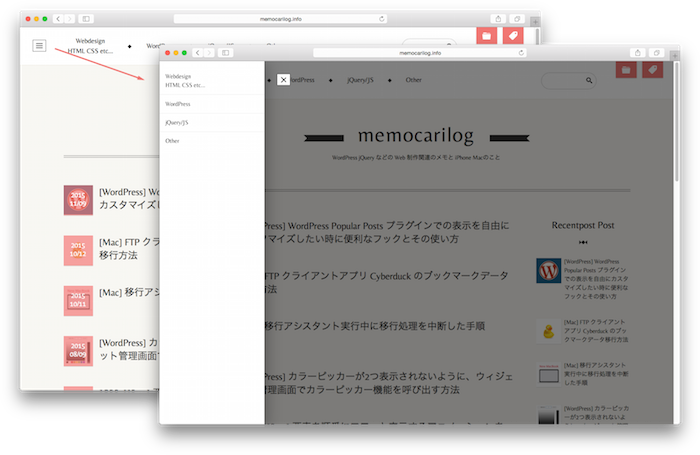 memocarilog.info
Webdesign
HTML CSS etc...
2015
11/09
[WordPress]
カスタマイズし
2015
10/12
[Mac] FTP クラ
移行方法
2015
10/11
[Mac] 移行アシ
2015
08/09
[WordPress] カ
ット管理画面で
memocarilog.info
Webdesign
HTML CSS etc...
WordPress
jQuery/JS
Other
WordPress
jQuery/JS
Other
memocarilog
WordPress jQuery などの Web 制作関連のメモと iPhone Macのこと
ress] WordPress Popular Posts プラグインでの表示を自由に
マイズしたい時に便利なフックとその使い方
FTP クライアントアプリ Cyberduck のブックマークデータ
方法
移行アシスタント実行中に移行処理を中断した手順
ress] カラーピッカーが2つ表示されないように、ウィジェ
管理画面でカラーピッカー機能を呼び出す方法
Recentpost Post
[WordPress] WordPress
Popular Posts プラグイン
での表示を自由にカスタ
マイズしたい時に便利な
フックとその使い方
[Mac] FTP クライアント
アプリ Cyberduck のブッ
クマークデータ移行方法
[Mac] 移行アシスタント
実行中に移行処理を中断
した手順
[WordPress] カラーピッ
カーが2つ表示されないよ